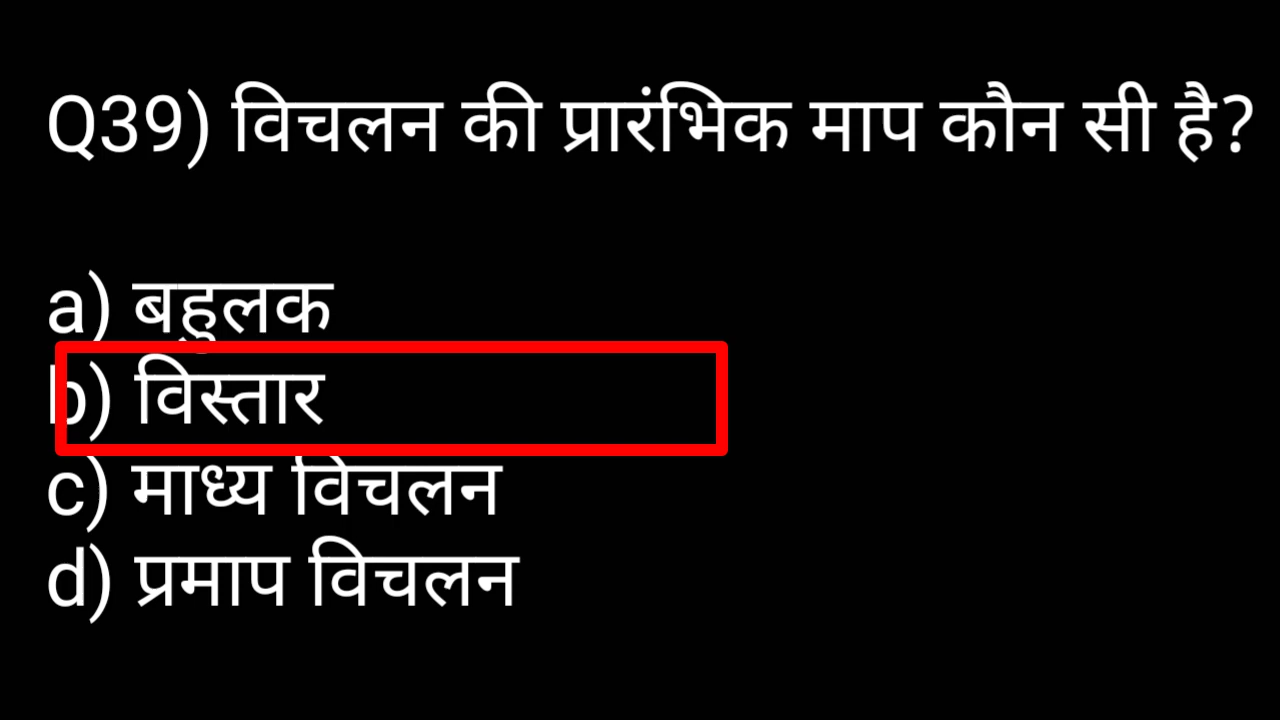 Q39) विचलन की प्रारंभिक माप कौन सी है?
a) बहुलक
b) विस्तार
c) माध्य विचलन
d) प्रमाप विचलन